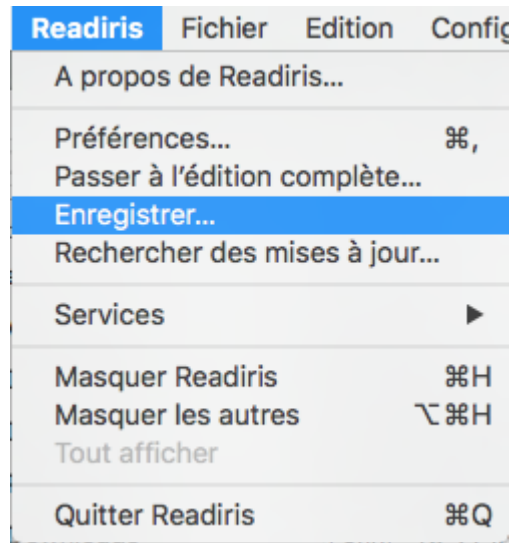 Readiris Fichier Edition Config
A propos de Readiris...
Préférences... ⌘,
Passer à l'édition complète...
Enregistrer...
Rechercher des mises à jour...
Services ▶
Masquer Readiris ⌘H
Masquer les autres ⌥⌘H
Tout afficher
Quitter Readiris ⌘Q